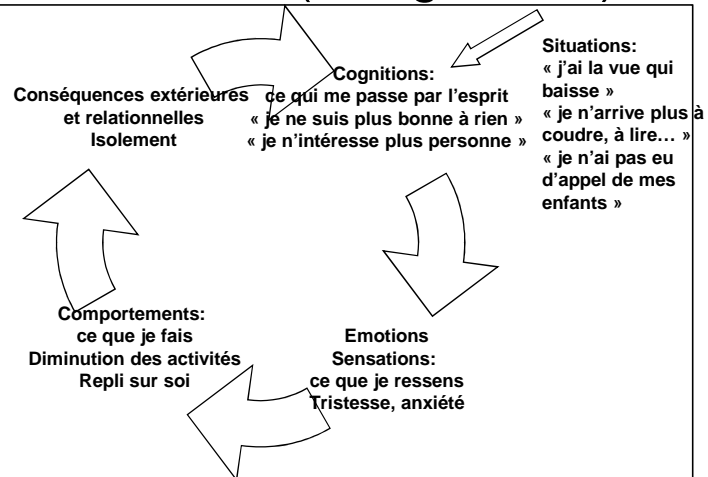 Situations:
« j’ai la vue qui
baisse »
« je n’arrive plus à
coudre, à lire… »
« je n’ai pas eu
d’appel de mes
enfants »
Cognitions:
ce qui me passe par l’esprit
« je ne suis plus bonne à rien »
« je n’intéresse plus personne »
Emotions
Sensations:
ce que je ressens
Tristesse, anxiété
Comportements:
ce que je fais
Diminution des activités
Repli sur soi
Conséquences extérieures
et relationnelles
Isolement